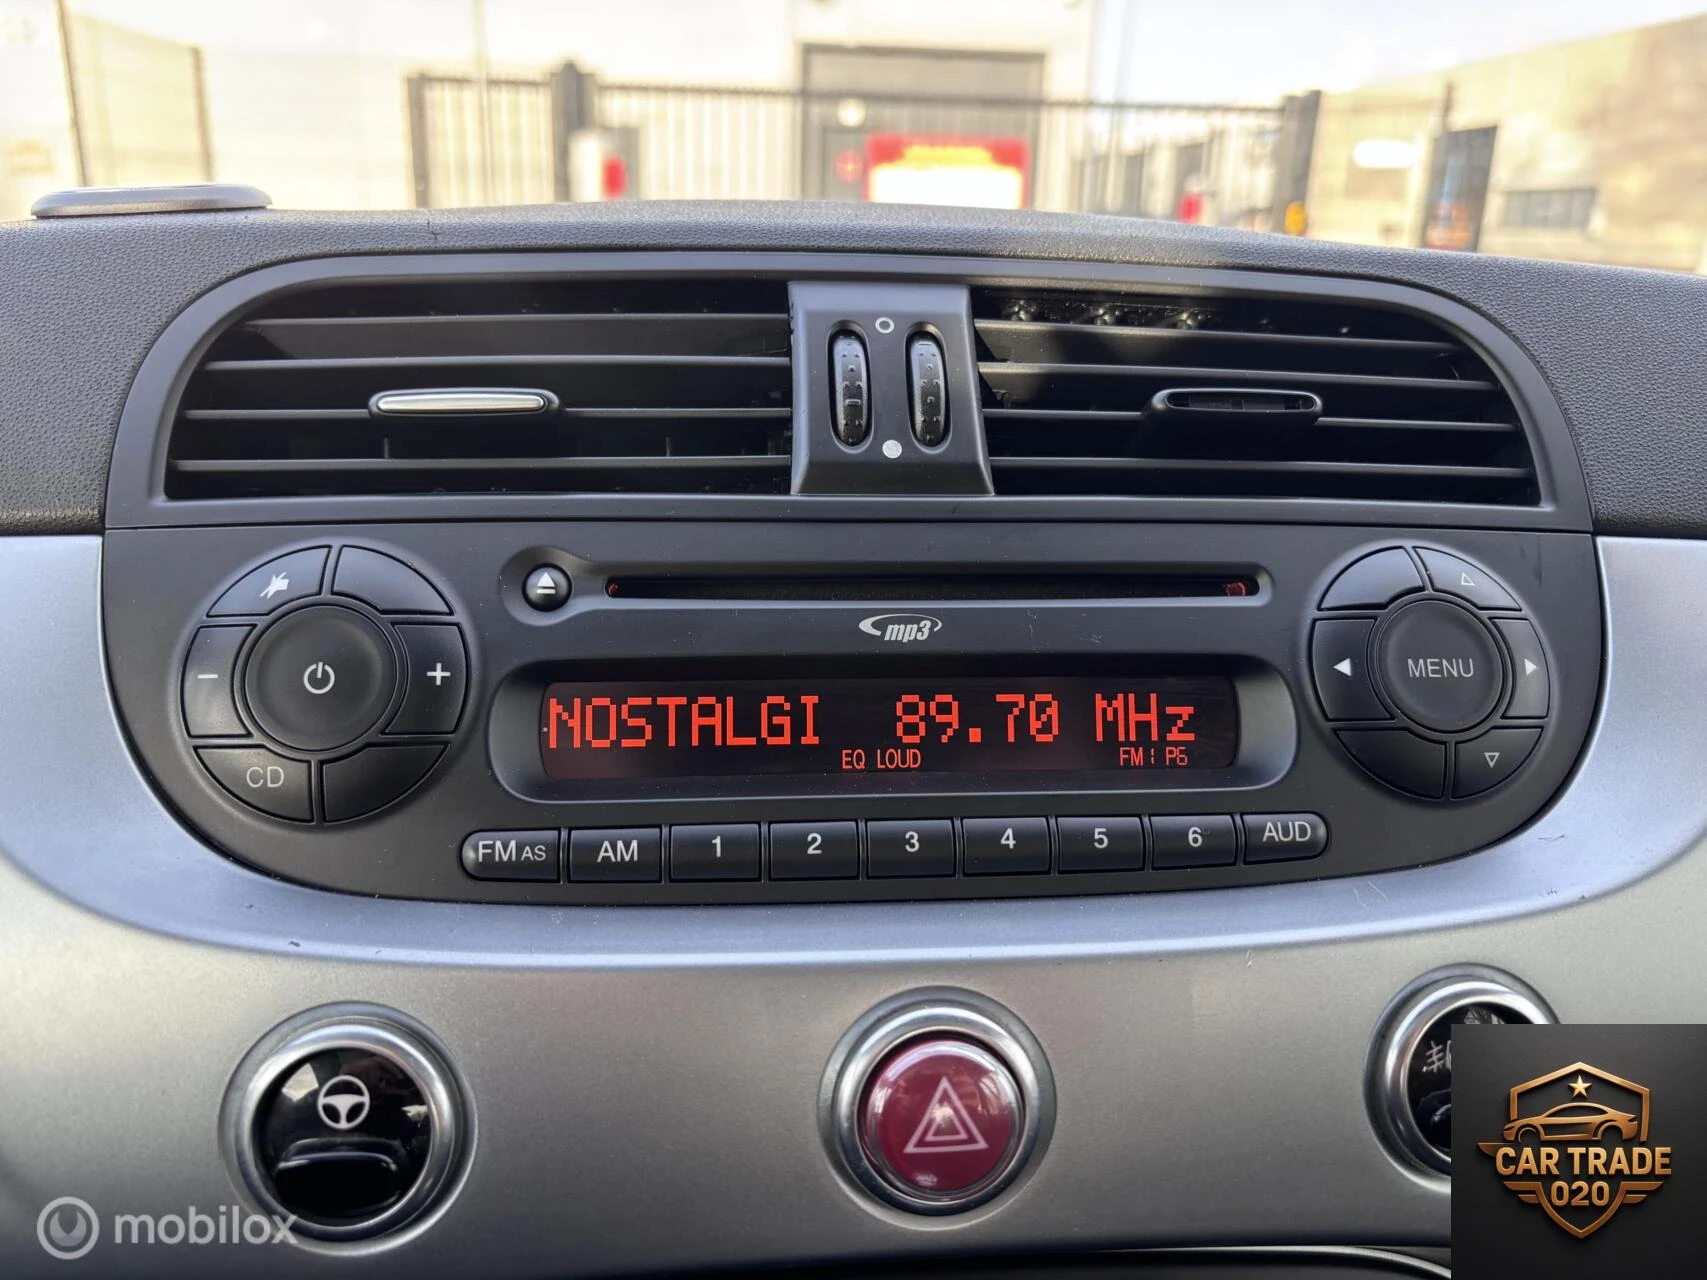 mp3
NOSTALGI 89.70 MHz
EQ LOUD FM1 P6
MENU
CD
FM AS AM 1 2 3 4 5 6 AUD
mobilox
CAR TRADE
020